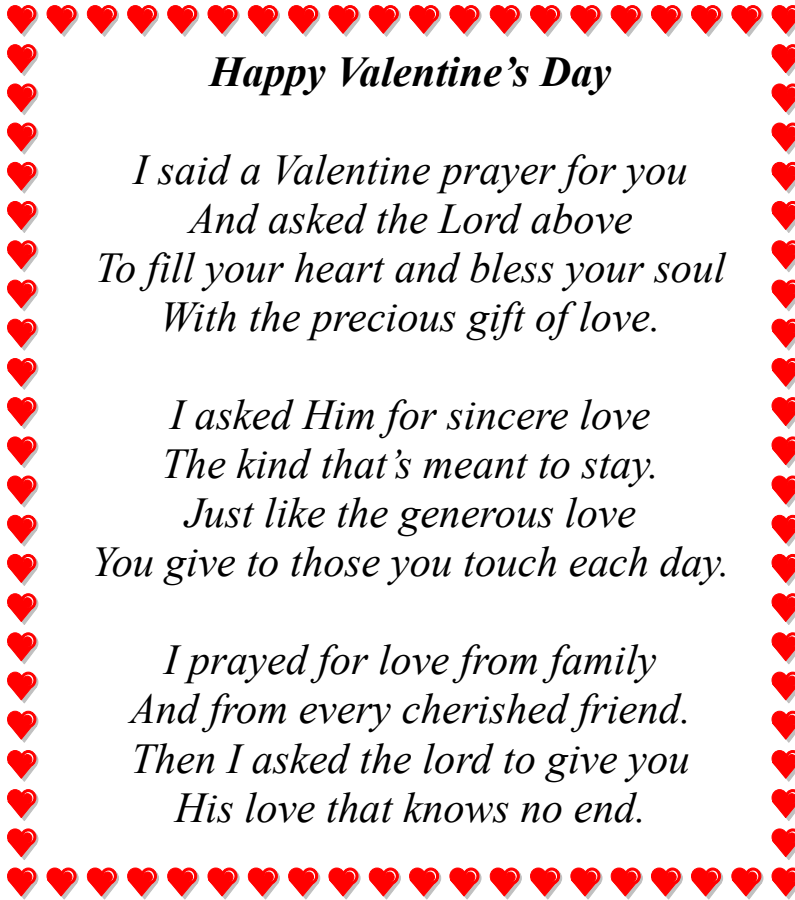 Happy Valentine’s Day
I said a Valentine prayer for you
And asked the Lord above
To fill your heart and bless your soul
With the precious gift of love.
I asked Him for sincere love
The kind that’s meant to stay.
Just like the generous love
You give to those you touch each day.
I prayed for love from family
And from every cherished friend.
Then I asked the lord to give you
His love that knows no end.